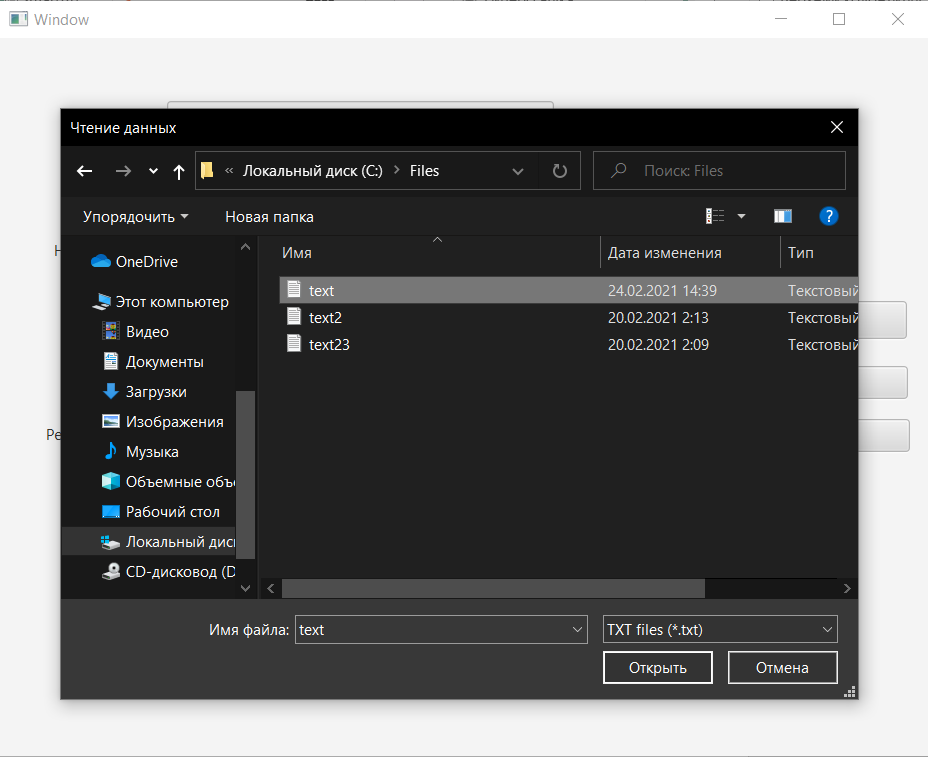 Window
Чтение данных
« Локальный диск (C:) > Files
Поиск: Files
Упорядочить
Новая папка
?
Имя
Дата изменения
Тип
OneDrive
Этот компьютер
Видео
Документы
Загрузки
Изображения
Музыка
Объемные объ
Рабочий стол
Локальный дис
CD-дисковод (D
text 24.02.2021 14:39 Текстовый
text2 20.02.2021 2:13 Текстовый
text23 20.02.2021 2:09 Текстовый
Ре
Имя файла: text
TXT files (*.txt)
Открыть
Отмена